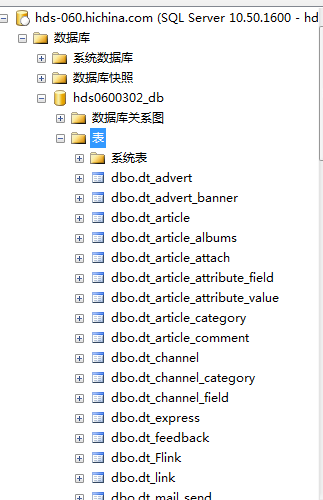 hds-060.hichina.com (SQL Server 10.50.1600 - hd
数据库
系统数据库
数据库快照
hds0600302_db
数据库关系图
表
系统表
dbo.dt_advert
dbo.dt_advert_banner
dbo.dt_article
dbo.dt_article_albums
dbo.dt_article_attach
dbo.dt_article_attribute_field
dbo.dt_article_attribute_value
dbo.dt_article_category
dbo.dt_article_comment
dbo.dt_channel
dbo.dt_channel_category
dbo.dt_channel_field
dbo.dt_express
dbo.dt_feedback
dbo.dt_Flink
dbo.dt_link
dbo.dt_mail_send